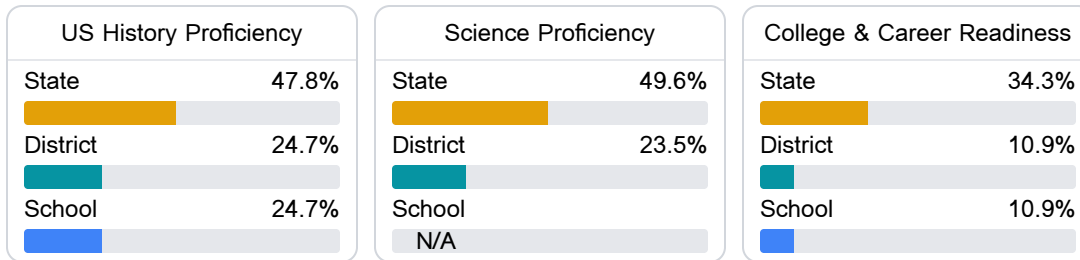 US History Proficiency
State 47.8%
District 24.7%
School 24.7%
Science Proficiency
State 49.6%
District 23.5%
School
N/A
College & Career Readiness
State 34.3%
District 10.9%
School 10.9%